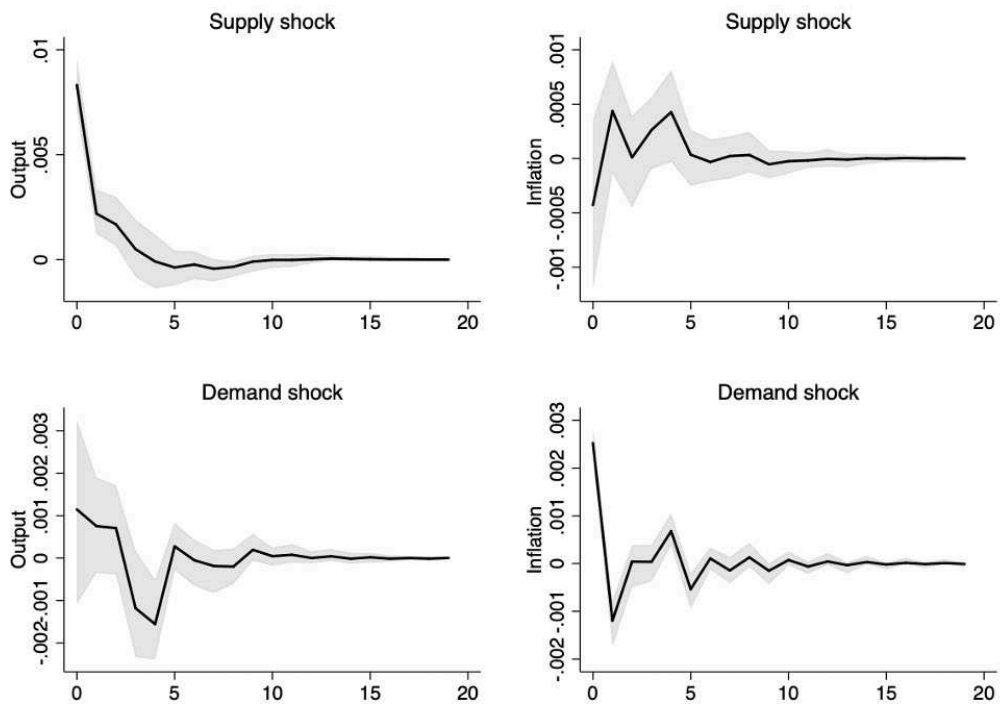 Supply shock
Output
.01
.005
0
0 5 10 15 20
Supply shock
Inflation
.001
.0005
0
-.0005
-.001
0 5 10 15 20
Demand shock
Output
.003
.002
.001
0
-.001
-.002
0 5 10 15 20
Demand shock
Inflation
.003
.002
.001
0
-.001
-.002
0 5 10 15 20